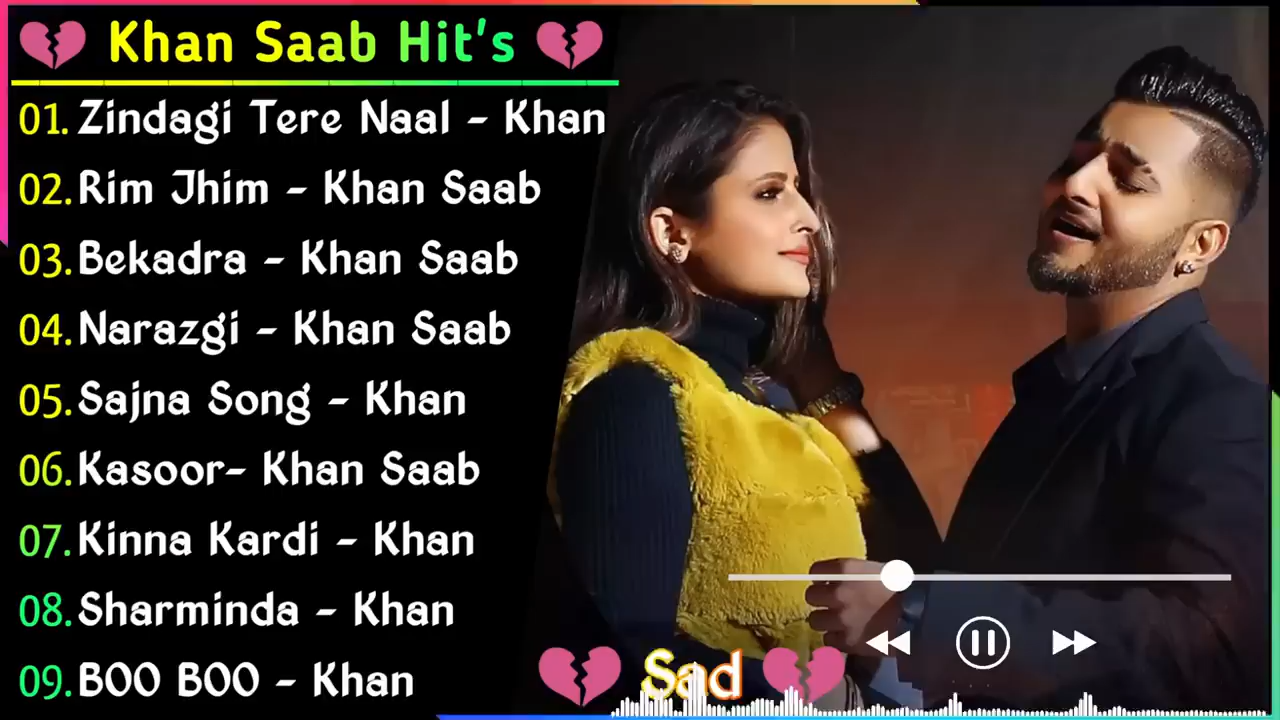 Khan Saab Hit's
01. Zindagi Tere Naal - Khan
02. Rim Jhim - Khan Saab
03. Bekadra - Khan Saab
04. Narazgi - Khan Saab
05. Sajna Song - Khan
06. Kasoor- Khan Saab
07. Kinna Kardi - Khan
08. Sharminda - Khan
09. BOO BOO - Khan
Sad